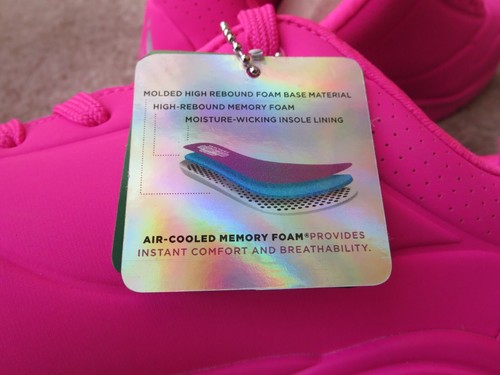 MOLDED HIGH REBOUND FOAM BASE MATERIAL
HIGH-REBOUND MEMORY FOAM
MOISTURE-WICKING INSOLE LINING
AIR-COOLED MEMORY FOAM® PROVIDES
INSTANT COMFORT AND BREATHABILITY.